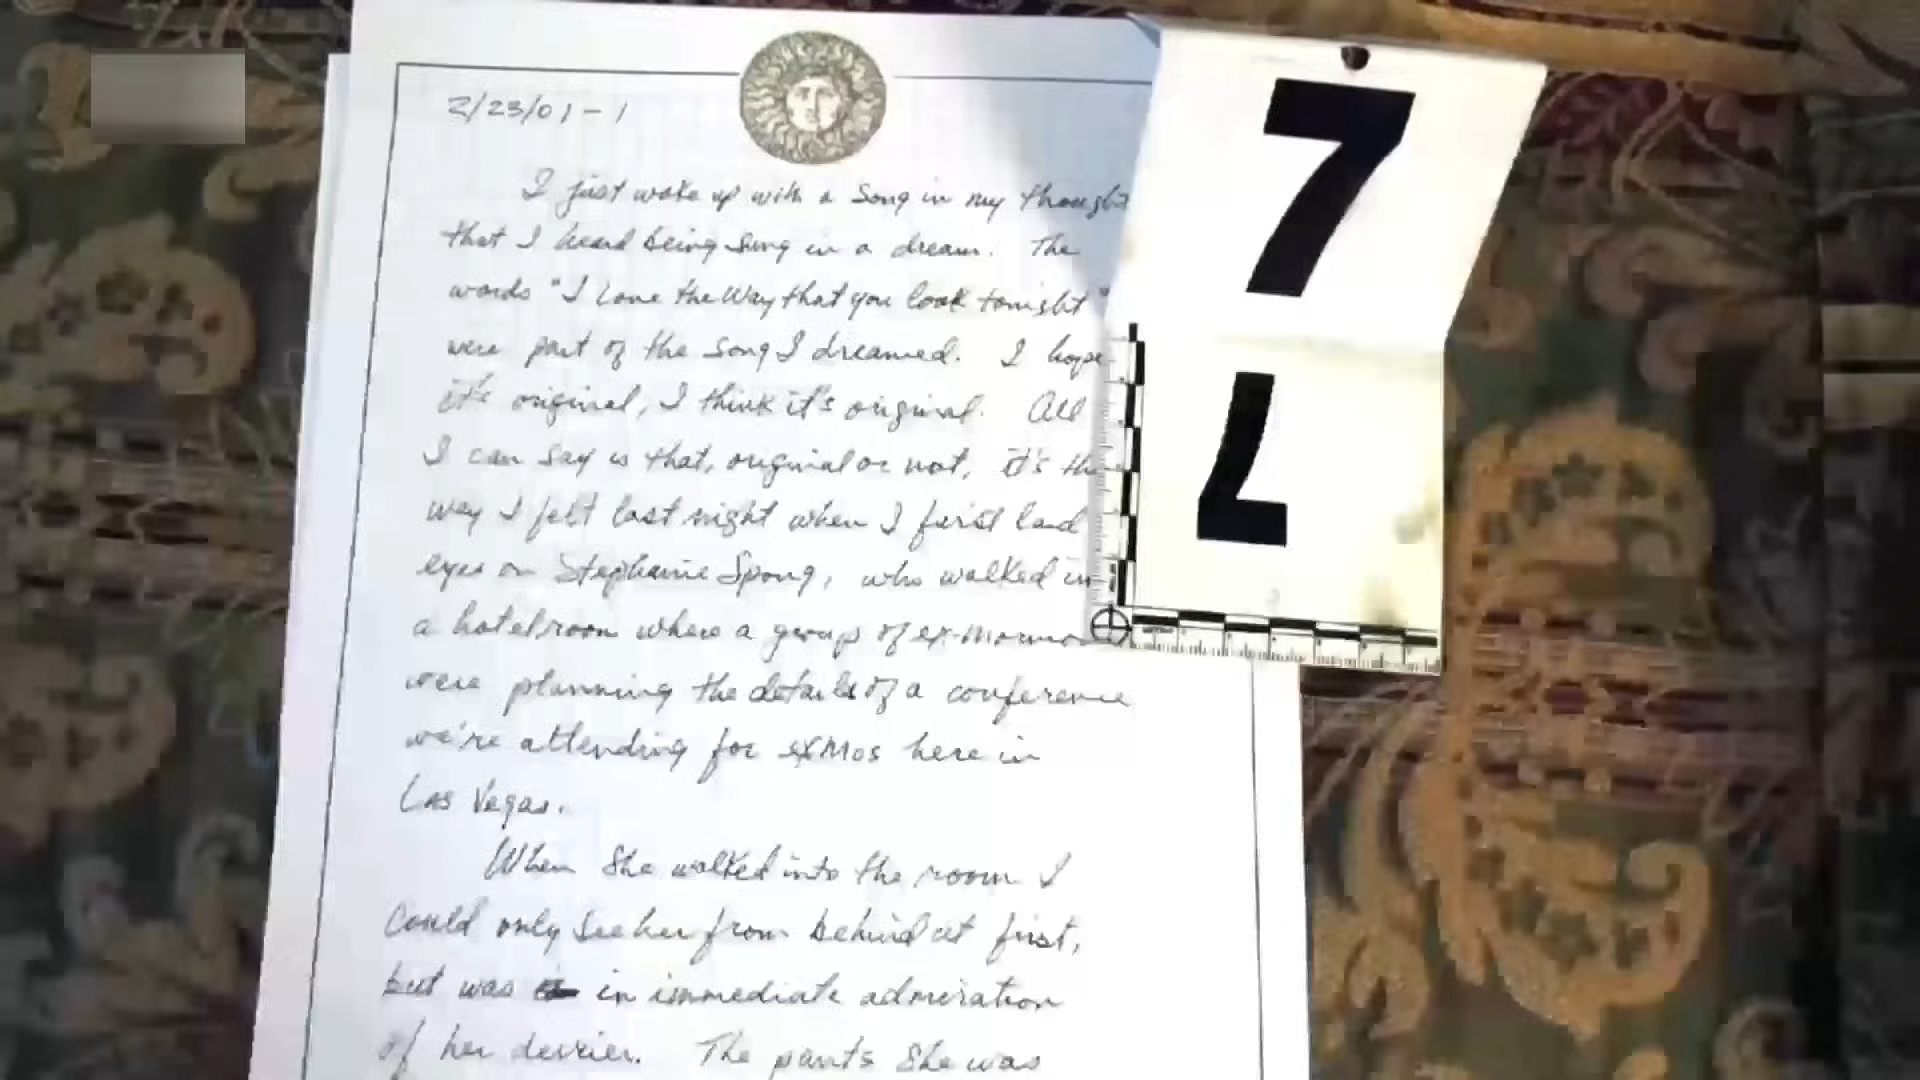 2/23/01-1
I just woke up with a song in my thoughts
that I heard being sung in a dream. The
words "I Love the Way that you look tonight"
were part of the song I dreamed. I hope
it's original, I think it's original. All
I can say is that, original or not, it's the
way I felt last night when I first laid
eyes on Stephanie Spong, who walked in
a hotel room where a group of ex-Mormo
were planning the details of a conference
we're attending for exMos here in
Las Vegas.
When she walked into the room I
could only see her from behind at first,
but was in immediate admiration
of her derrier. The pants she was
7
7